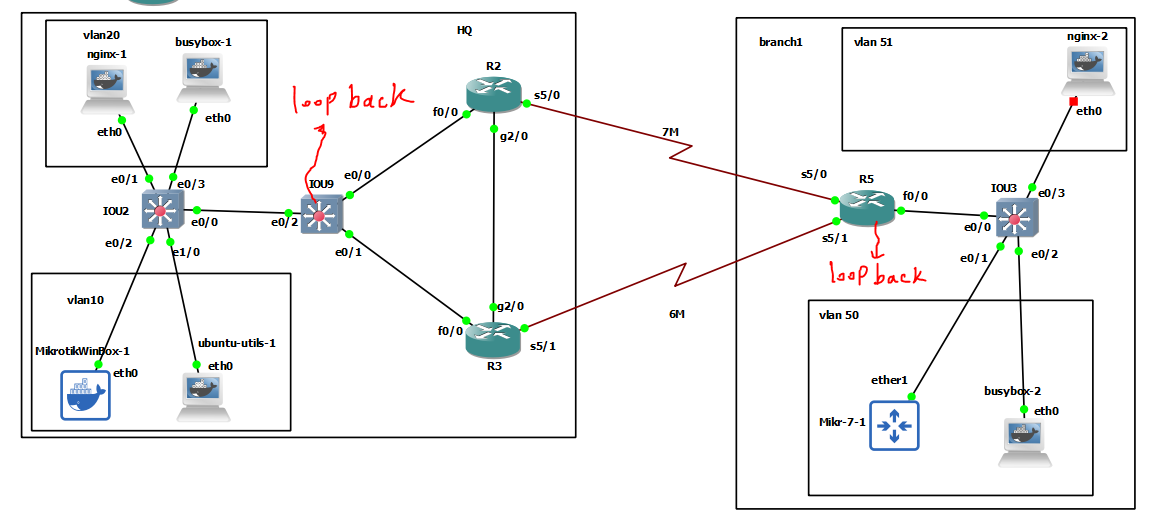 HQ
vlan20
nginx-1
busybox-1
eth0
eth0
e0/1
e0/3
IOU2
e0/0
e0/2
e1/0
vlan10
MikrotikWinBox-1
eth0
ubuntu-utils-1
eth0
loop back
IOU9
e0/0
e0/2
e0/1
R2
f0/0
s5/0
g2/0
g2/0
f0/0
s5/1
R3
7M
6M
branch1
vlan 51
nginx-2
eth0
s5/0
R5
f0/0
s5/1
loop back
IOU3
e0/3
e0/0
e0/1
e0/2
vlan 50
ether1
Mikr-7-1
busybox-2
eth0